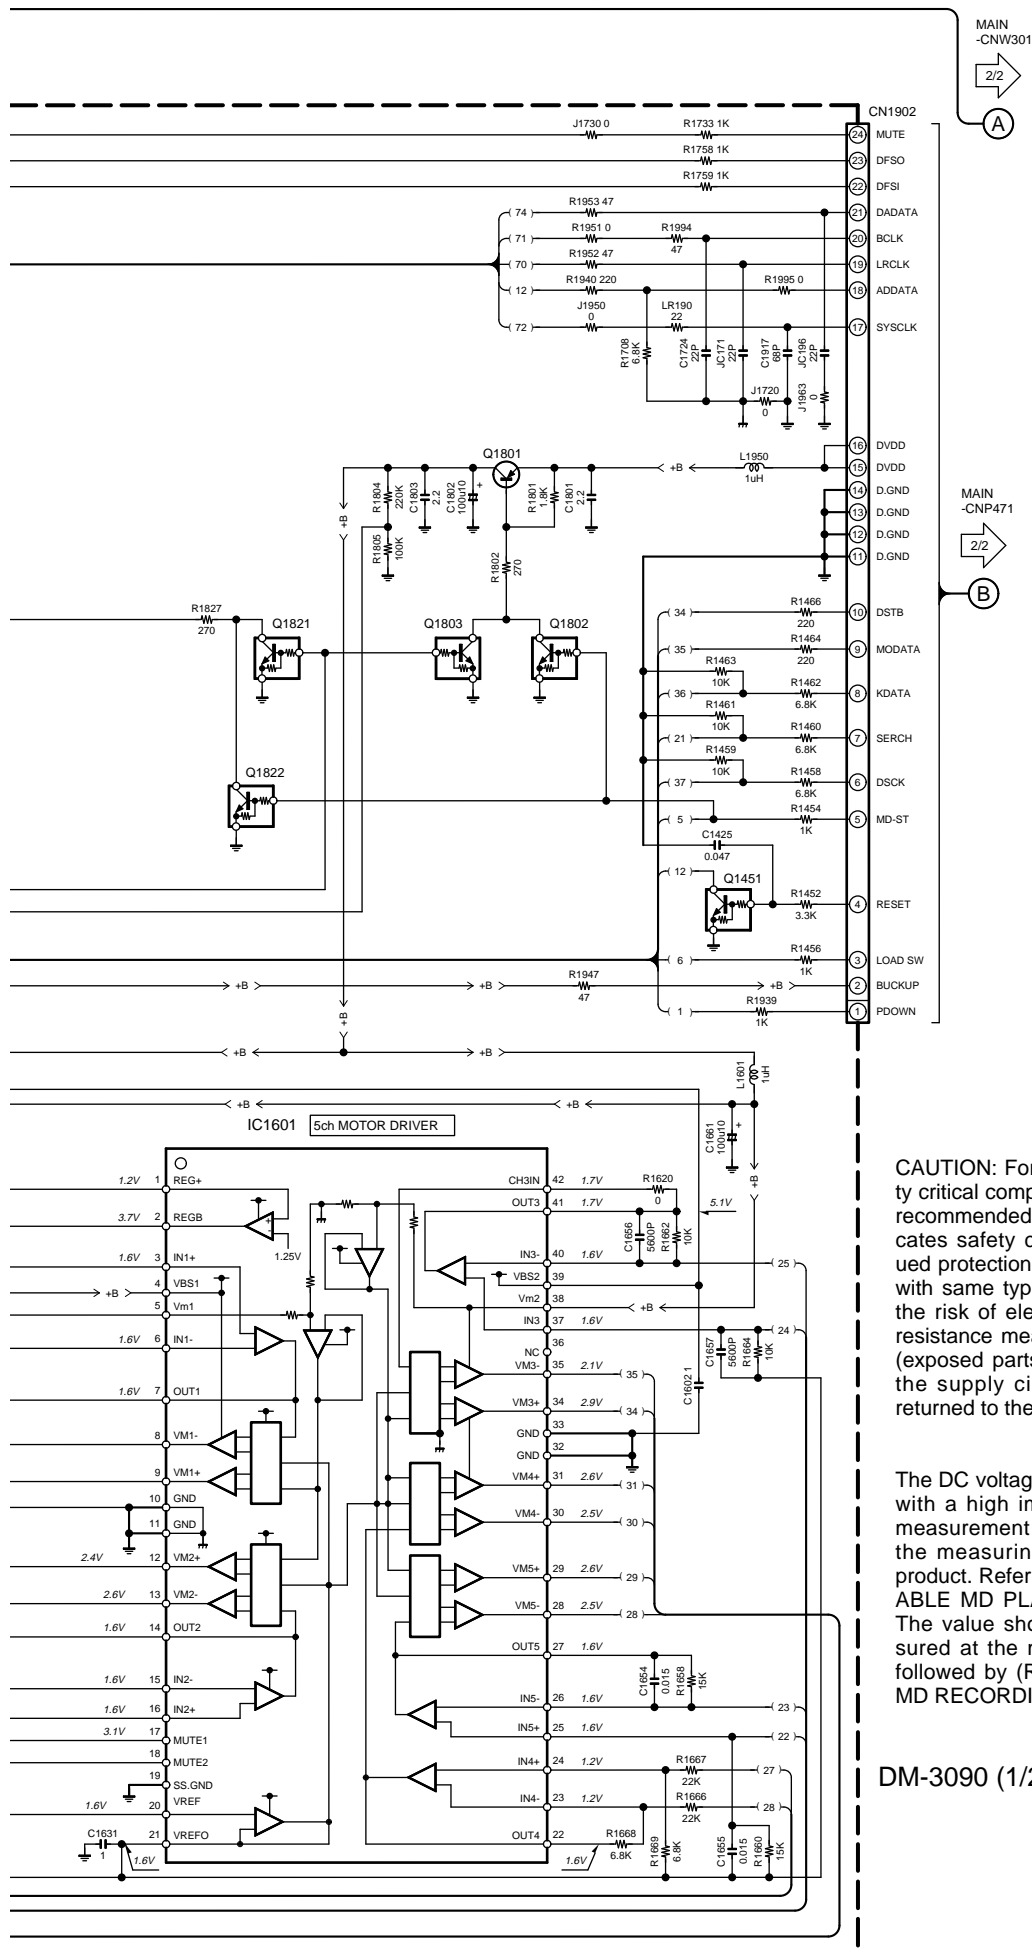 MAIN
-CNW301
2/2
A
CN1902
J1730 0
R1733 1K
24 MUTE
R1758 1K
23 DFSO
R1759 1K
22 DFSI
74
R1953 47
21 DADATA
71
R1951 0
R1994
47
20 BCLK
70
R1952 47
19 LRCLK
12
R1940 220
R1995 0
18 ADDATA
72
J1950
0
LR190
22
17 SYSCLK
R1708
6.8K
C1724
22P
JC171
22P
C1917
68P
JC196
22P
J1720
0
J1963
0
16 DVDD
Q1801
+B
L1950
1uH
15 DVDD
R1804
220K
C1803
2.2
C1802
100u10
+
R1801
1.8K
C1801
2.2
14 D.GND
13 D.GND
12 D.GND
11 D.GND
MAIN
-CNP471
2/2
B
+B
R1805
100K
R1802
270
R1827
270
Q1821
Q1803
Q1802
34
R1466
220
10 DSTB
35
R1464
220
9 MODATA
R1463
10K
36
R1462
6.8K
8 KDATA
R1461
10K
21
R1460
6.8K
7 SERCH
R1459
10K
37
R1458
6.8K
6 DSCK
Q1822
5
R1454
1K
5 MD-ST
C1425
0.047
12
Q1451
R1452
3.3K
4 RESET
6
R1456
1K
3 LOAD SW
+B
+B
R1947
47
+B
2 BUCKUP
1
R1939
1K
1 PDOWN
+B
+B
+B
L1601
1uH
+B
+B
IC1601
5ch MOTOR DRIVER
C1661
100u10
+
+B
1.2V 1 REG+
CH3IN 42 1.7V
R1620
0
3.7V 2 REGB
OUT3 41 1.7V
5.1V
1.25V
C1656
5600P
R1662
10K
1.6V 3 IN1+
IN3- 40 1.6V
25
+B
4 VBS1
VBS2 39
5 Vm1
Vm2 38
+B
1.6V 6 IN1-
IN3 37 1.6V
24
NC 36
C1657
5600P
R1664
10K
1.6V 7 OUT1
VM3- 35 2.1V
35
C1602 1
8 VM1-
VM3+ 34 2.9V
34
GND 33
GND 32
9 VM1+
VM4+ 31 2.6V
31
10 GND
11 GND
VM4- 30 2.5V
30
2.4V 12 VM2+
VM5+ 29 2.6V
29
2.6V 13 VM2-
VM5- 28 2.5V
28
1.6V 14 OUT2
OUT5 27 1.6V
C1654
0.015
R1658
15K
1.6V 15 IN2-
IN5- 26 1.6V
23
1.6V 16 IN2+
IN5+ 25 1.6V
22
3.1V 17 MUTE1
18 MUTE2
IN4+ 24 1.2V
R1667
22K
27
19 SS.GND
1.6V 20 VREF
IN4- 23 1.2V
R1666
22K
28
C1631
1
21 VREFO
1.6V
OUT4 22
R1668
6.8K
1.6V
R1669
6.8K
C1655
0.015
R1660
15K
CAUTION: For
ty critical comp
recommended
cates safety c
ued protection
with same typ
the risk of ele
resistance mea
(exposed parts
the supply ci
returned to the
The DC voltag
with a high im
measurement
the measurin
product. Refer
ABLE MD PLA
The value sho
sured at the r
followed by (R
MD RECORDI
DM-3090 (1/2